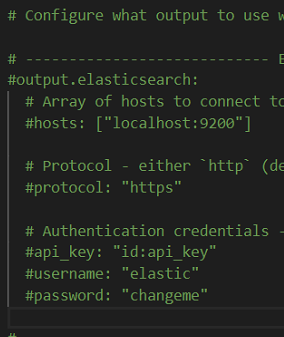 # Configure what output to use
# ---------------------------
#output.elasticsearch:
# Array of hosts to connect to
#hosts: ["localhost:9200"]
# Protocol - either `http`
#protocol: "https"
# Authentication credentials -
#api_key: "id:api_key"
#username: "elastic"
#password: "changeme"
#